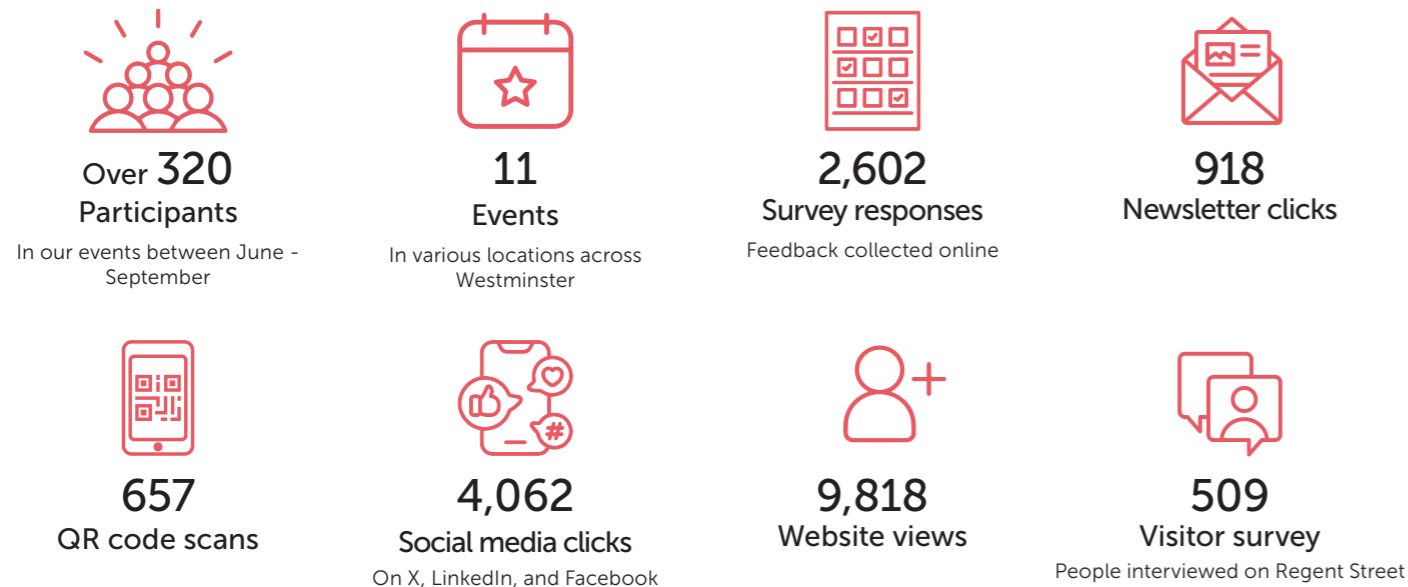 Over 320
Participants
In our events between June -
September
11
Events
In various locations across
Westminster
2,602
Survey responses
Feedback collected online
918
Newsletter clicks
657
QR code scans
#
4,062
Social media clicks
On X, LinkedIn, and Facebook
9,818
Website views
509
Visitor survey
People interviewed on Regent Street